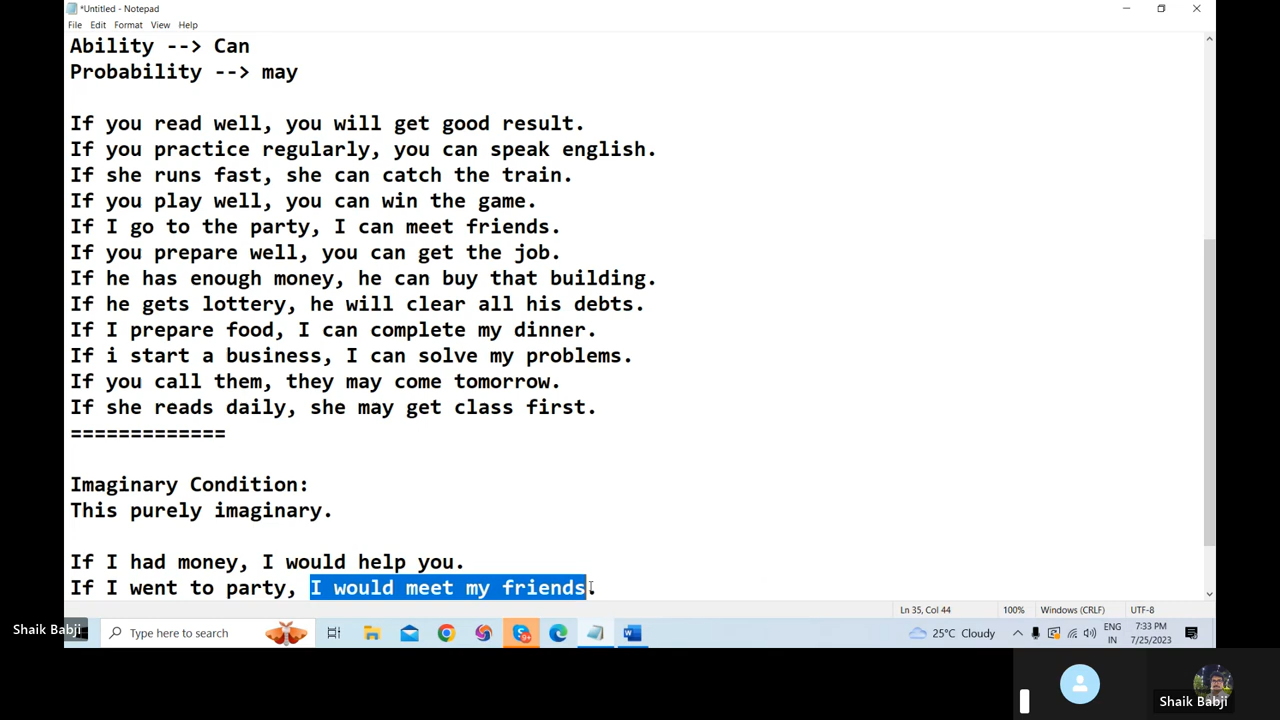 *Untitled - Notepad
File Edit Format View Help
Ability --> Can
Probability --> may
If you read well, you will get good result.
If you practice regularly, you can speak english.
If she runs fast, she can catch the train.
If you play well, you can win the game.
If I go to the party, I can meet friends.
If you prepare well, you can get the job.
If he has enough money, he can buy that building.
If he gets lottery, he will clear all his debts.
If I prepare food, I can complete my dinner.
If i start a business, I can solve my problems.
If you call them, they may come tomorrow.
If she reads daily, she may get class first.
=============
Imaginary Condition:
This purely imaginary.
If I had money, I would help you.
If I went to party, I would meet my friends.
Ln 35, Col 44 100% Windows (CRLF) UTF-8
Shaik Babji
Type here to search
25°C Cloudy
ENG
IN
7:33 PM
7/25/2023
Shaik Babji